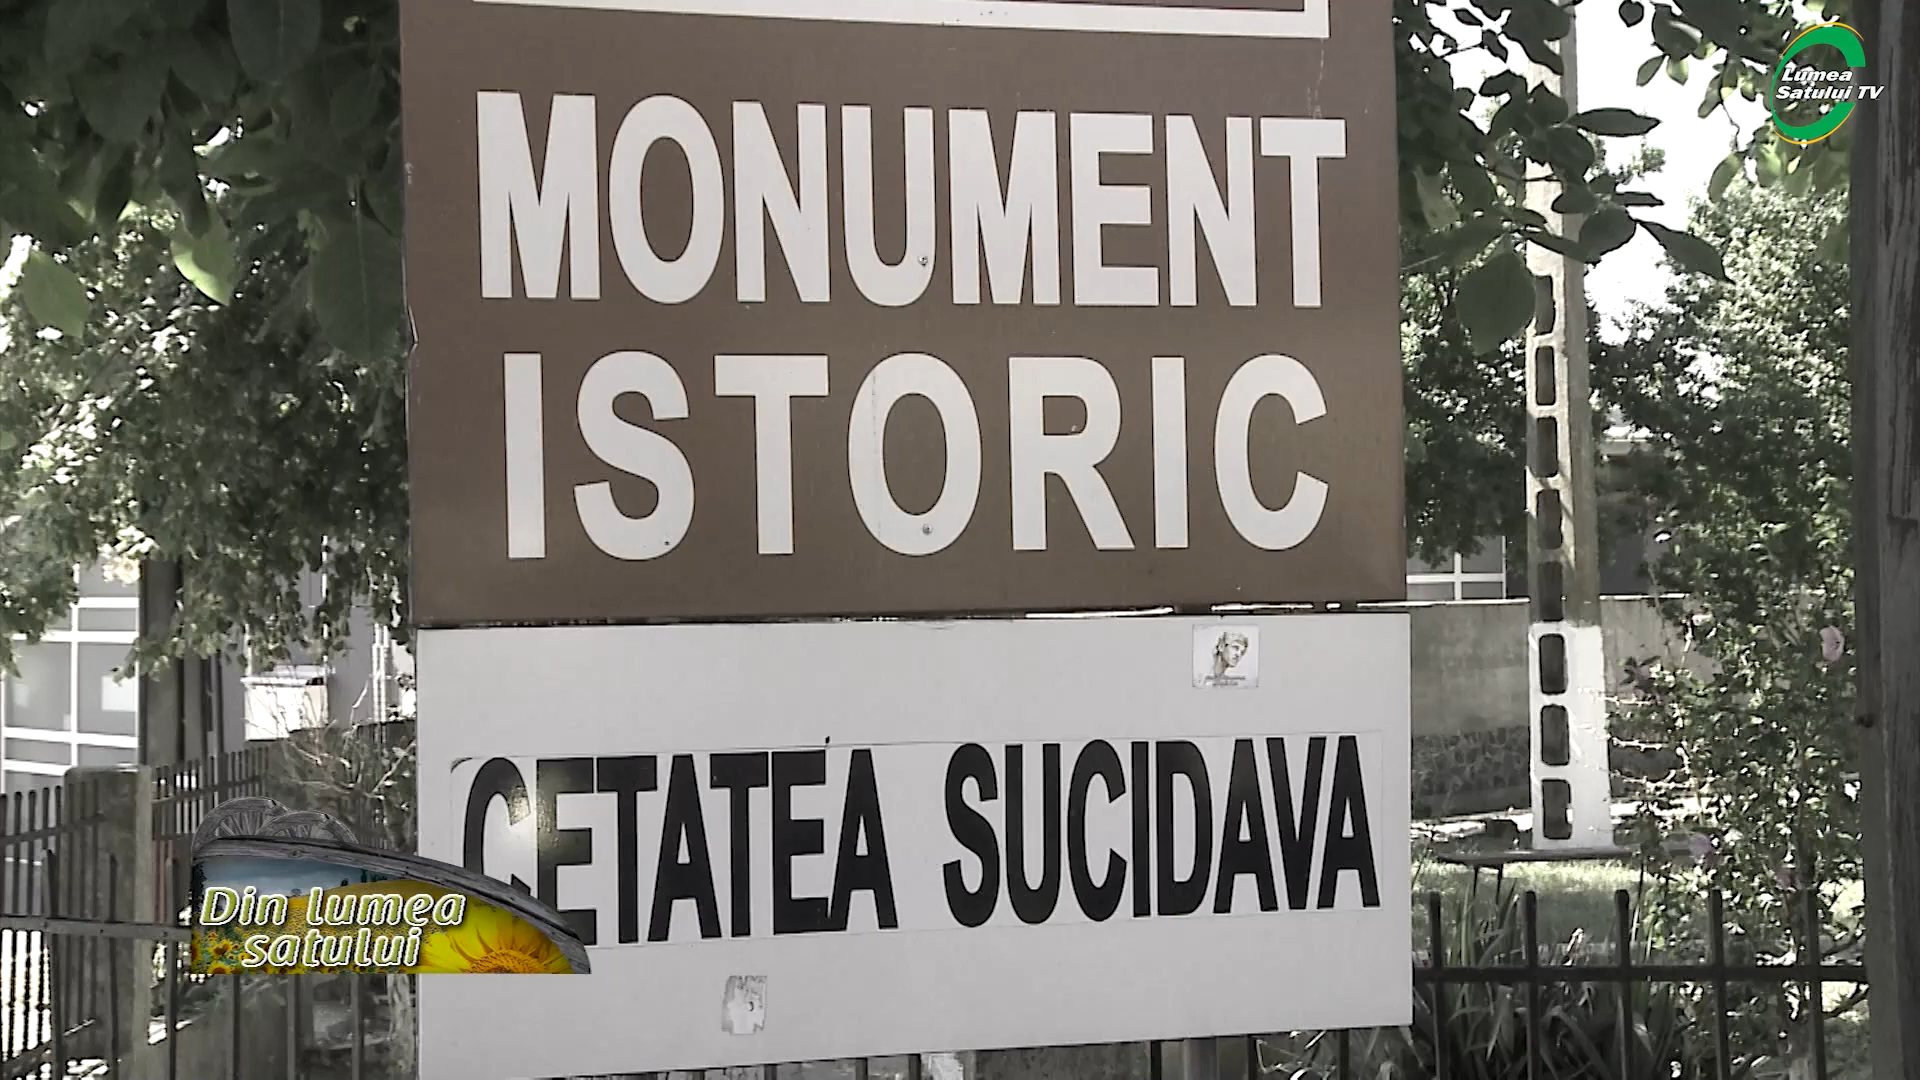 Lumea
Satului TV
MONUMENT
ISTORIC
CETATEA SUCIDAVA
Din lumea
satului